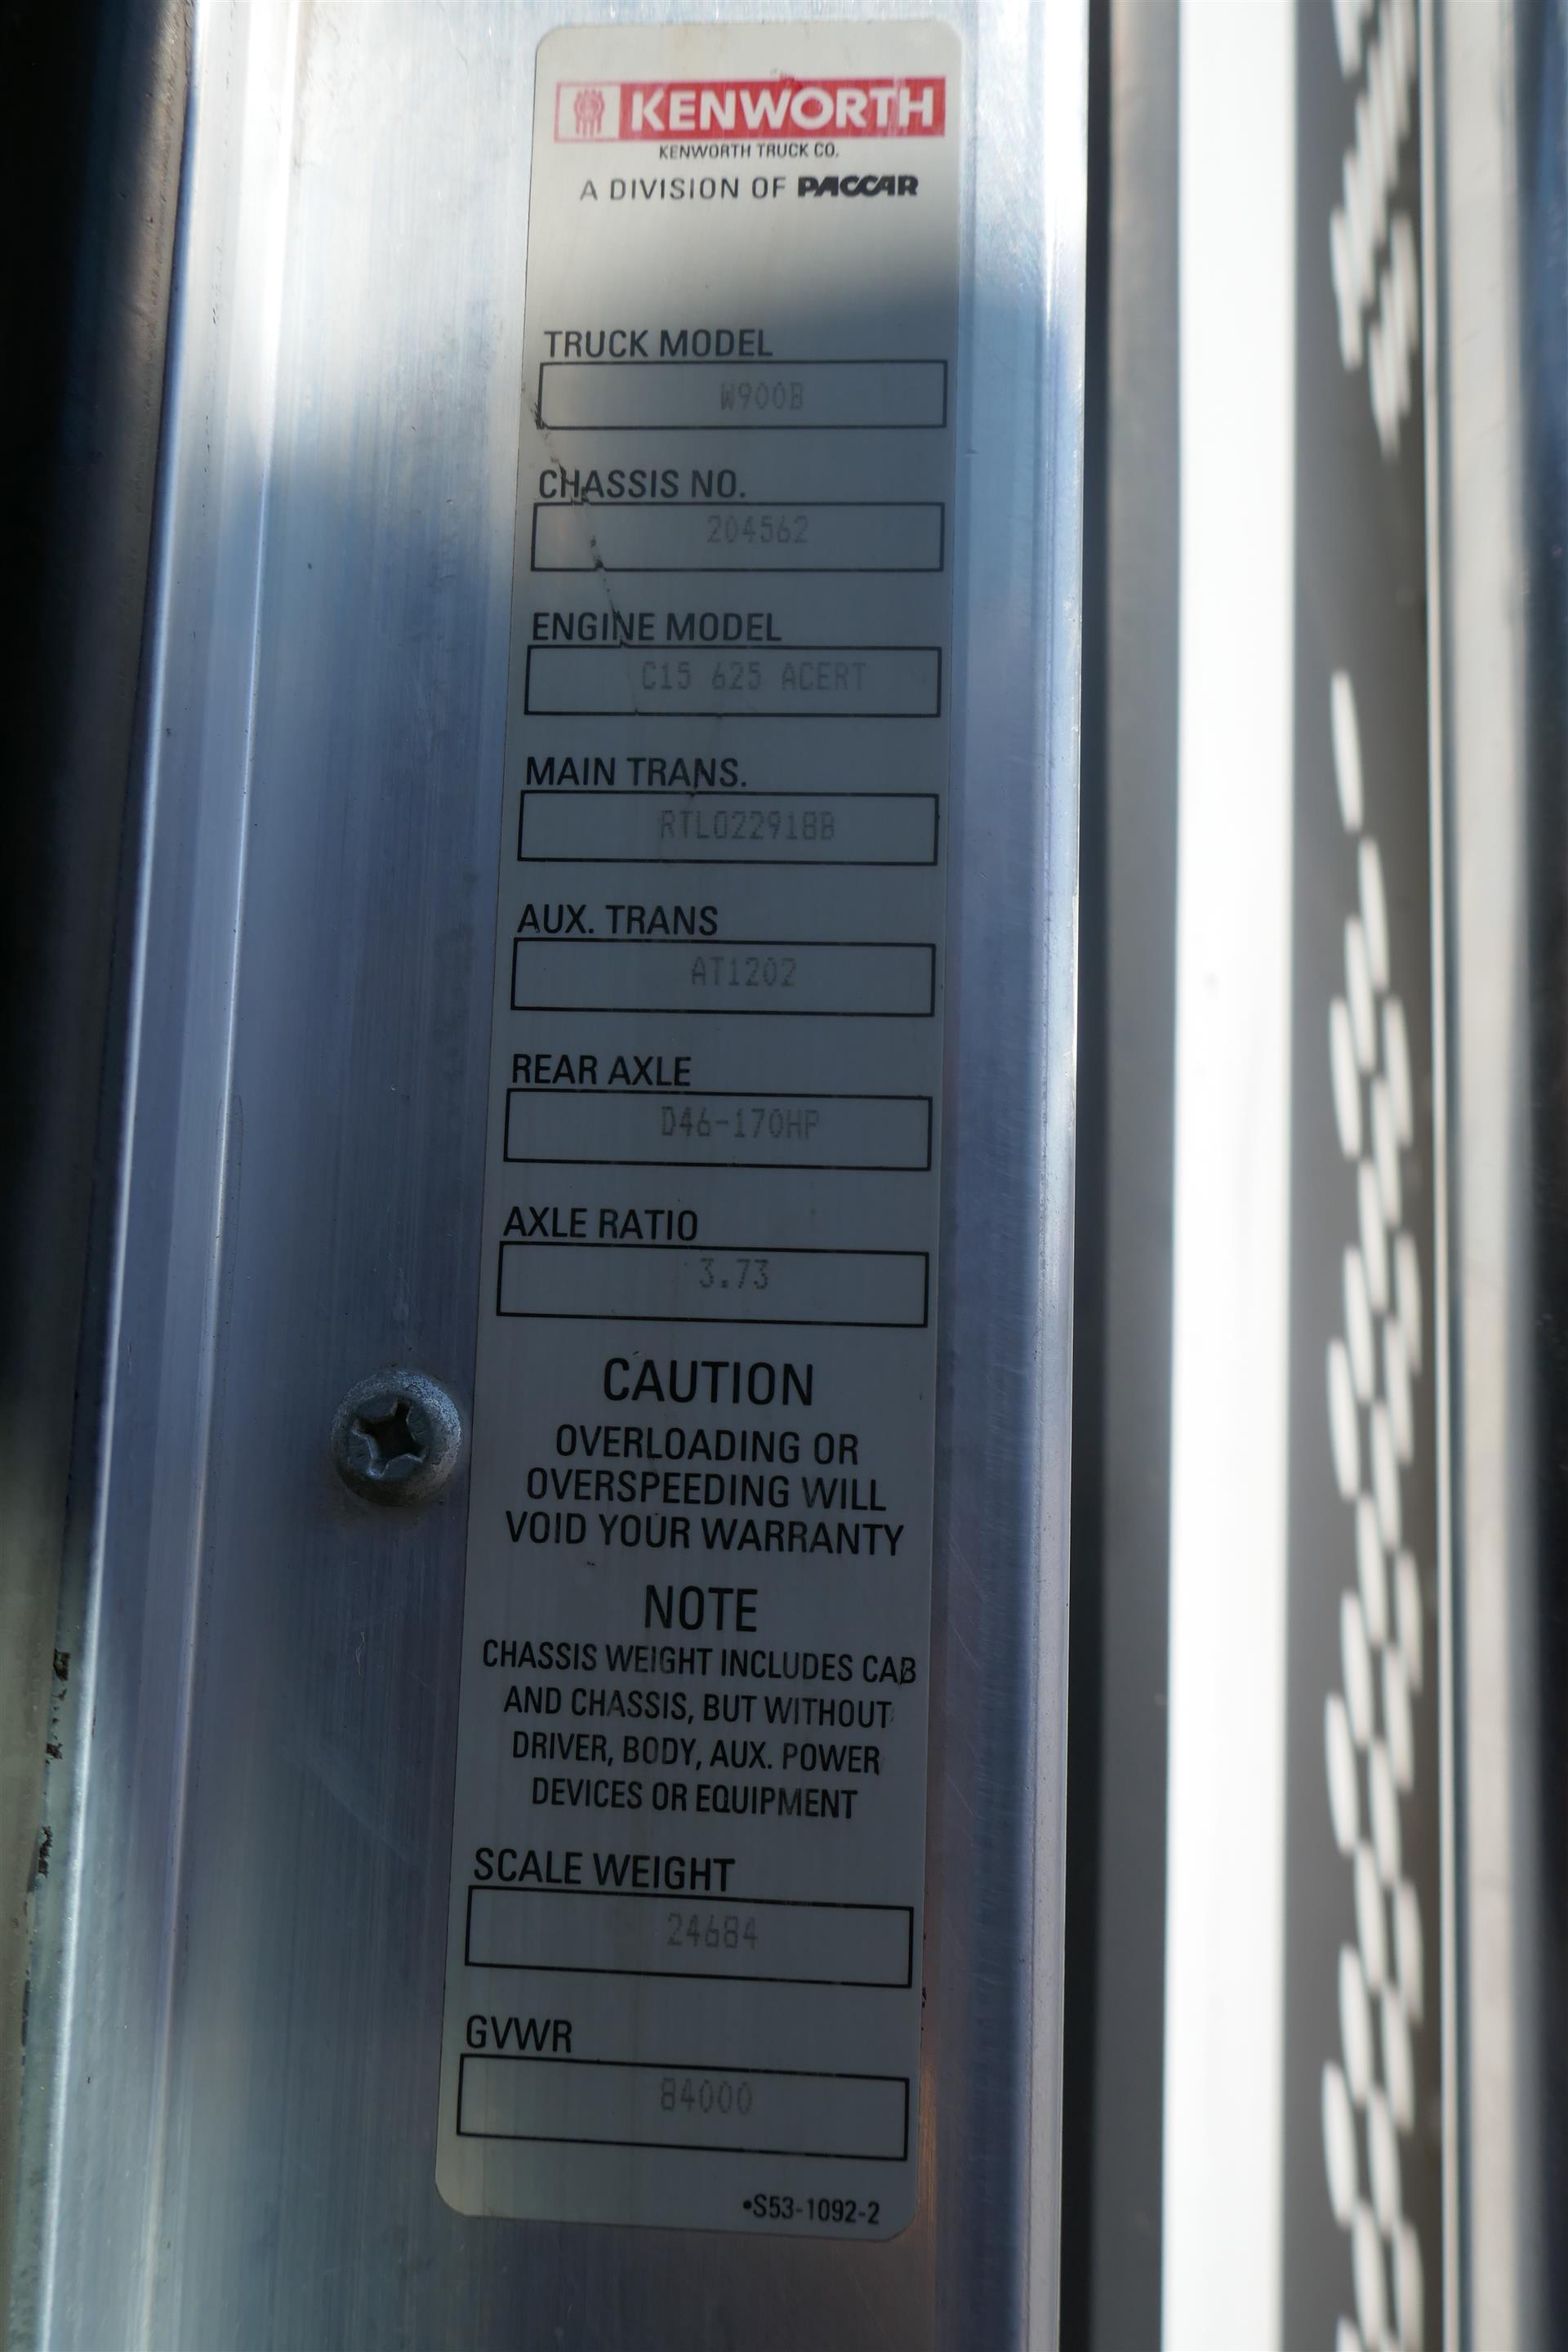 KENWORTH
KENWORTH TRUCK CO.
A DIVISION OF PACCAR
TRUCK MODEL
W900B
CHASSIS NO.
204562
ENGINE MODEL
C15 625 ACERT
MAIN TRANS.
RTLO22918B
AUX. TRANS
AT1202
REAR AXLE
D46-170HP
AXLE RATIO
3.73
CAUTION
OVERLOADING OR
OVERSPEEDING WILL
VOID YOUR WARRANTY
NOTE
CHASSIS WEIGHT INCLUDES CAB
AND CHASSIS, BUT WITHOUT
DRIVER, BODY, AUX. POWER
DEVICES OR EQUIPMENT
SCALE WEIGHT
24684
GVWR
84000
•S53-1092-2